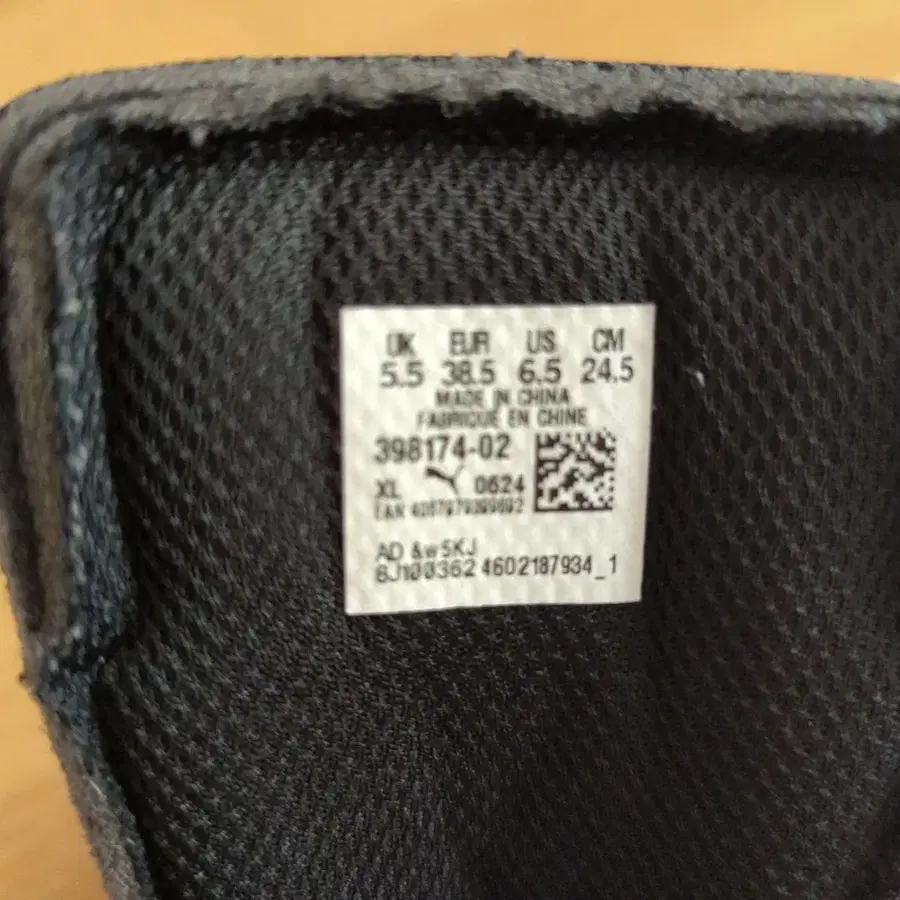 UK EUR US CM
5.5 38.5 6.5 24.5
MADE IN CHINA
FABRIQUE EN CHINE
398174-02
XL 0624
EAN
AD &w5KJ
4602187934_1